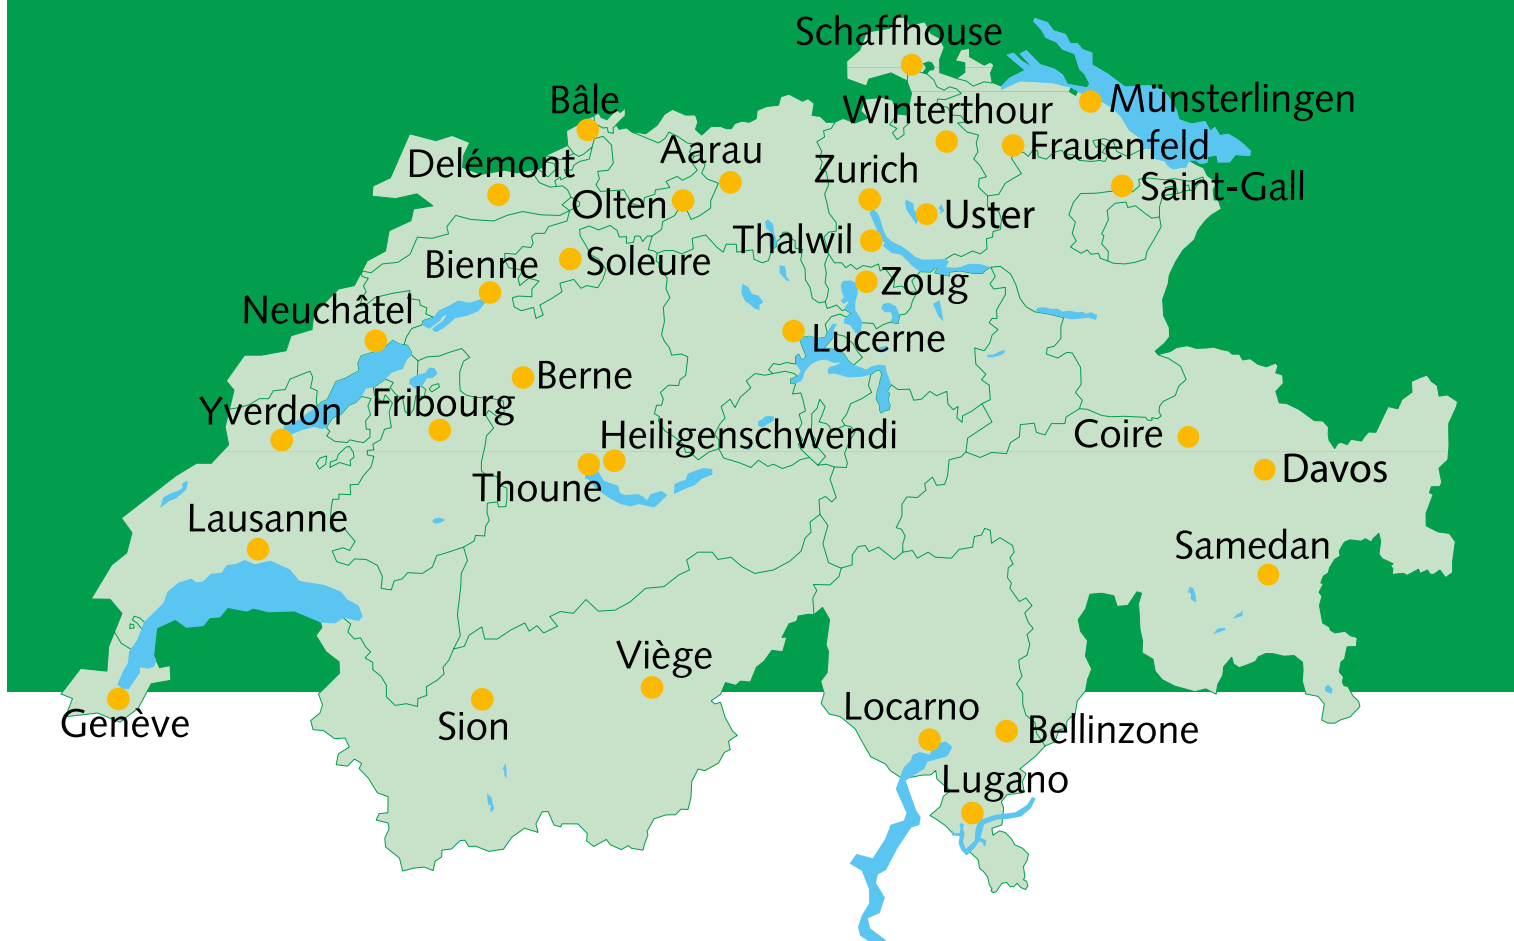 Schaffhouse
Bâle
Winterthour
Münsterlingen
Delémont
Aarau
Zurich
Frauenfeld
Olten
Uster
Saint-Gall
Thalwil
Bienne
Soleure
Zoug
Neuchâtel
Lucerne
Berne
Yverdon
Fribourg
Heiligenschwendi
Coire
Thoune
Davos
Lausanne
Samedan
Viège
Genève
Sion
Locarno
Bellinzone
Lugano